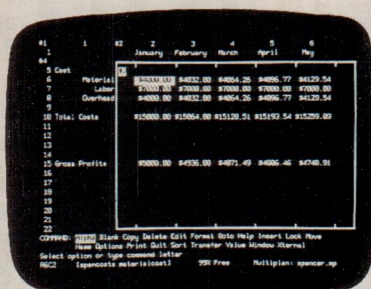 #1 1 #2 2 3 4 5 6
1 January February March April May
#4
5 Cost
6 Material $4000.00 $4032.00 $4064.26 $4096.77 $4129.54
7 Labor $7000.00 $7000.00 $7000.00 $7000.00 $7000.00
8 Overhead $4000.00 $4032.00 $4064.26 $4096.77 $4129.54
9
10 Total Costs $15000.00 $15064.00 $15128.51 $15193.54 $15259.09
11
12
13
14
15 Gross Profits $5000.00 $4936.00 $4871.49 $4806.46 $4740.91
16
17
18
19
20
21
22
COMMAND: Alpha Blank Copy Delete Edit Format Goto Help Insert Lock Move
Name Options Print Quit Sort Transfer Value Window Xternal
Select option or type command letter
R6C2 99% Free Multiplan: spencer.mp